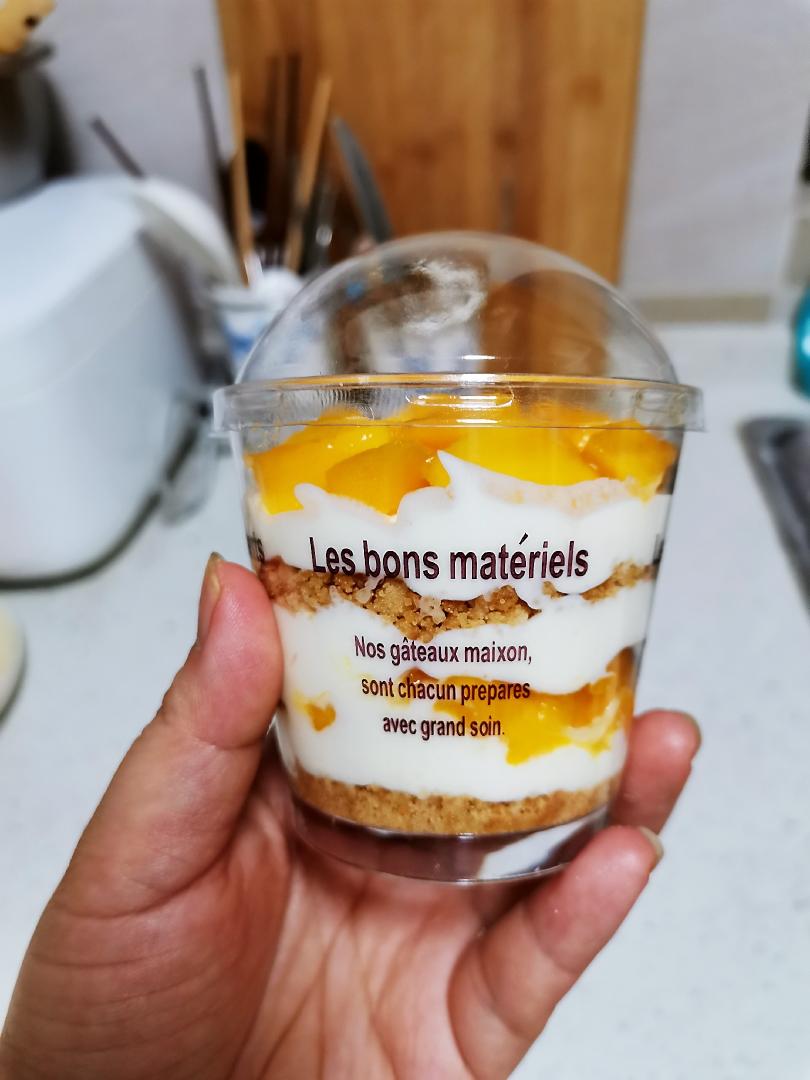 Les bons matériels
Nos gâteaux maixon,
sont chacun prepares
avec grand soin.